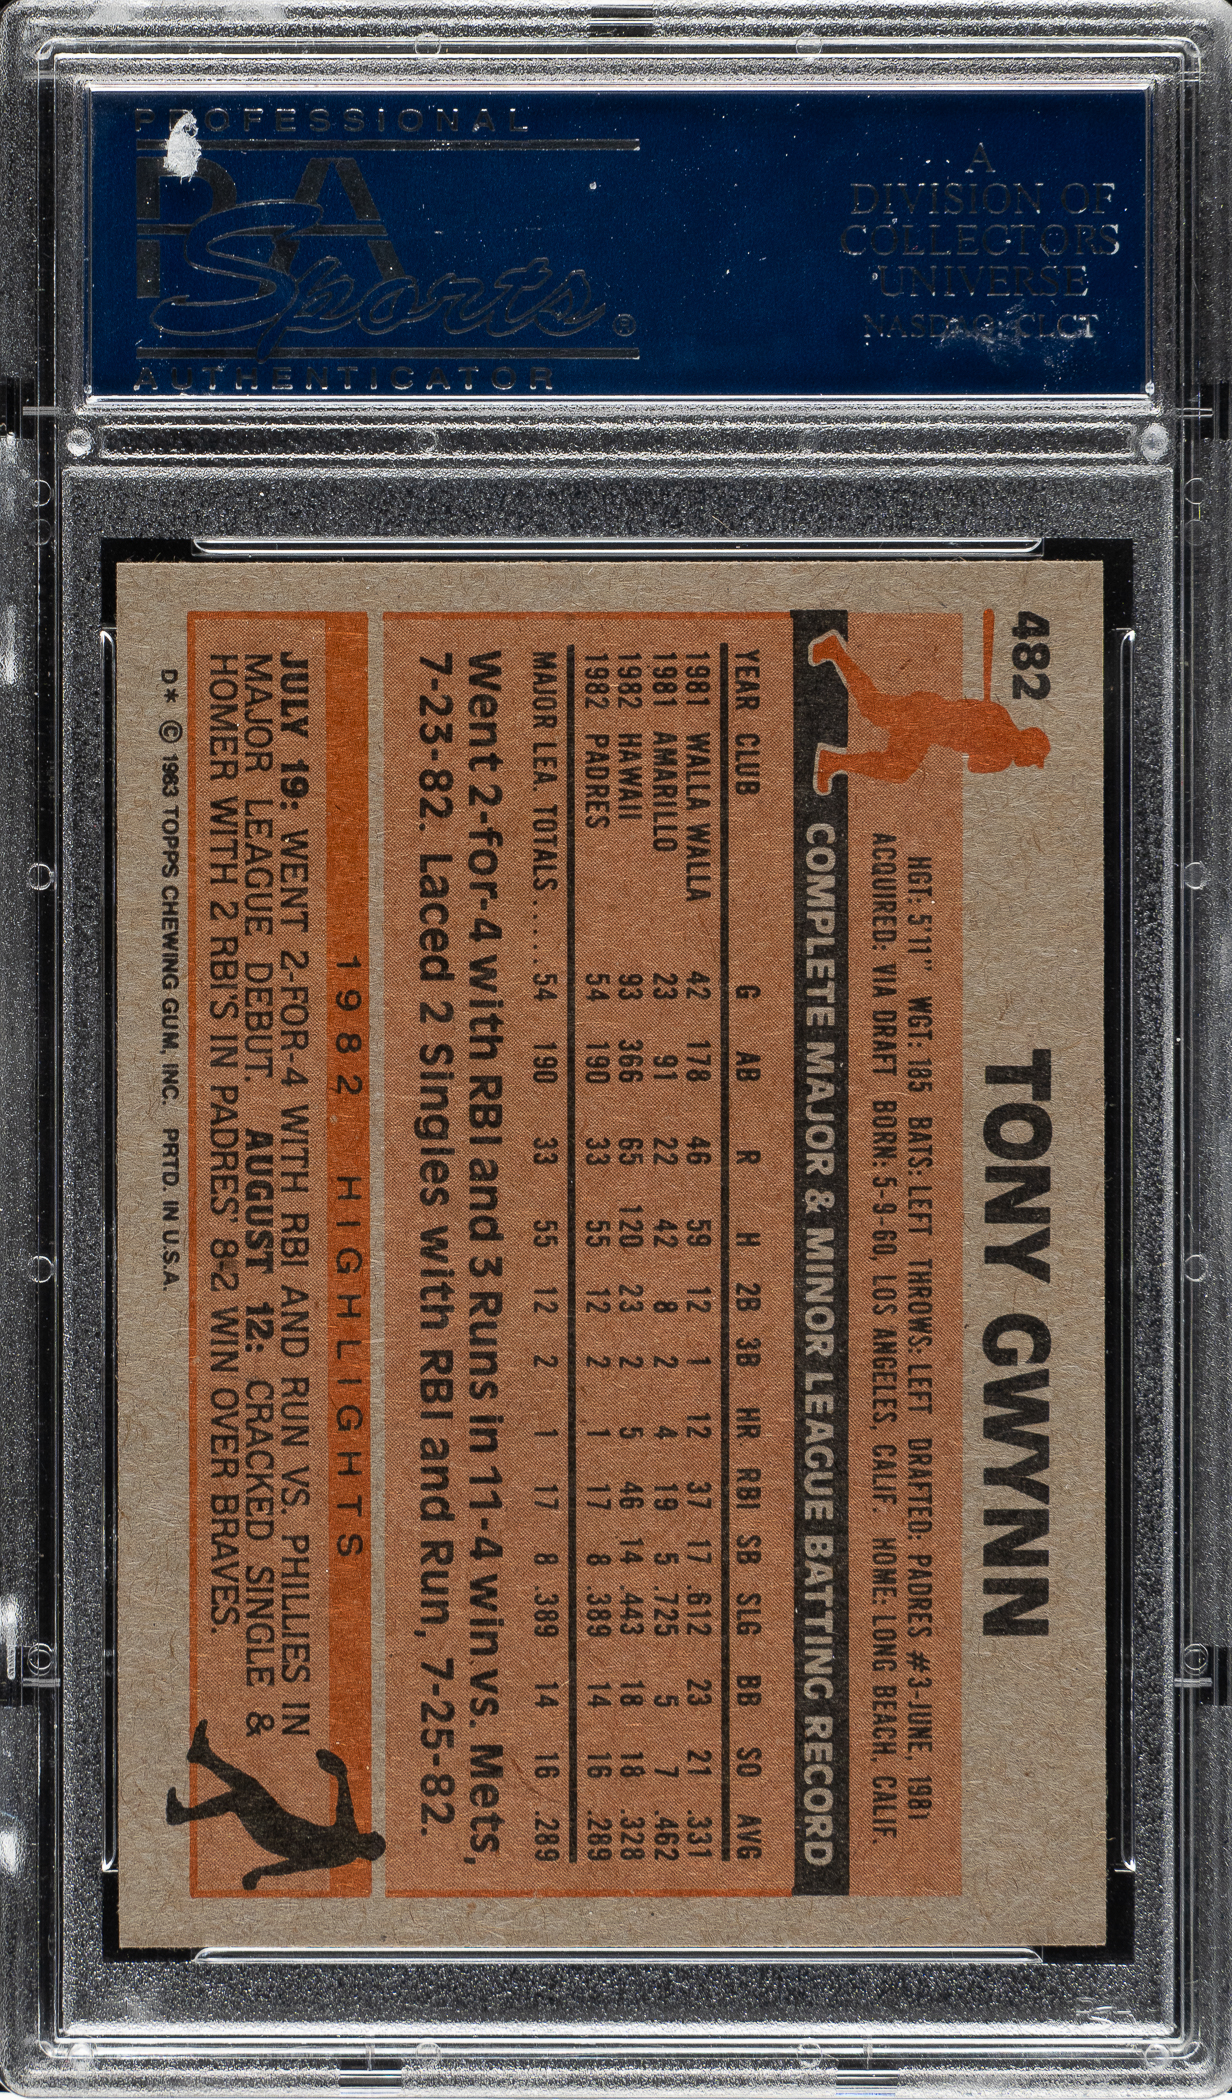 PROFESSIONAL
PSA
Sports®
AUTHENTICATOR
A
DIVISION OF
COLLECTORS
UNIVERSE
NASDAQ: CLCT
482
TONY GWYNN
HGT: 5'11" WGT: 185 BATS: LEFT THROWS: LEFT DRAFTED: PADRES #3-JUNE, 1981
ACQUIRED: VIA DRAFT BORN: 5-9-60, LOS ANGELES, CALIF. HOME: LONG BEACH, CALIF.
COMPLETE MAJOR & MINOR LEAGUE BATTING RECORD
YEAR CLUB G AB R H 2B 3B HR RBI SB SLG BB SO AVG
1981 WALLA WALLA 42 178 46 59 12 1 12 37 17 .612 23 21 .331
1981 AMARILLO 23 91 22 42 8 2 4 19 5 .725 5 7 .462
1982 HAWAII 93 366 65 120 23 2 5 46 14 .443 18 18 .328
1982 PADRES 54 190 33 55 12 2 1 17 8 .389 14 16 .289
MAJOR LEA. TOTALS..... 54 190 33 55 12 2 1 17 8 .389 14 16 .289
Went 2-for-4 with RBI and 3 Runs in 11-4 win vs. Mets,
7-23-82. Laced 2 Singles with RBI and Run, 7-25-82.
1982 HIGHLIGHTS
JULY 19: WENT 2-FOR-4 WITH RBI AND RUN VS. PHILLIES IN
MAJOR LEAGUE DEBUT. AUGUST 12: CRACKED SINGLE &
HOMER WITH 2 RBI'S IN PADRES' 8-2 WIN OVER BRAVES.
D* © 1983 TOPPS CHEWING GUM, INC. PRTD. IN U.S.A.